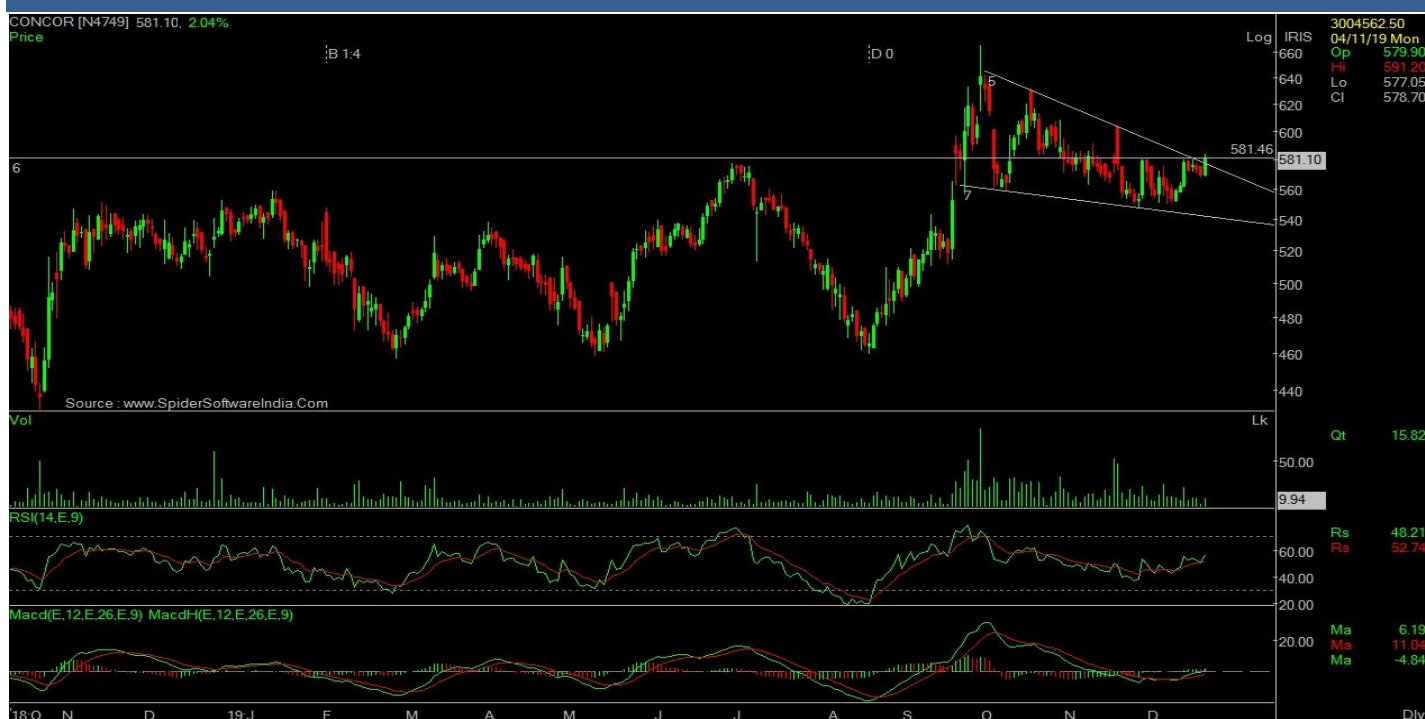 CONCOR [N4749] 581.10, 2.04%
Price
B 1:4
D 0
Log
IRIS
3004562.50
04/11/19 Mon
Op 579.90
Hi 591.20
Lo 577.05
Cl 578.70
660
640
620
600
581.46
581.10
560
540
520
500
480
460
440
5
6
7
Source : www.SpiderSoftwareIndia.Com
Vol
Lk
Qt 15.82
50.00
9.94
RSI(14,E,9)
Rs 48.21
Rs 52.74
60.00
40.00
20.00
Macd(E,12,E,26,E,9) MacdH(E,12,E,26,E,9)
20.00
Ma 6.19
Ma 11.04
Ma -4.84
'18:O N D 19:J F M A M J J A S O N D Dly